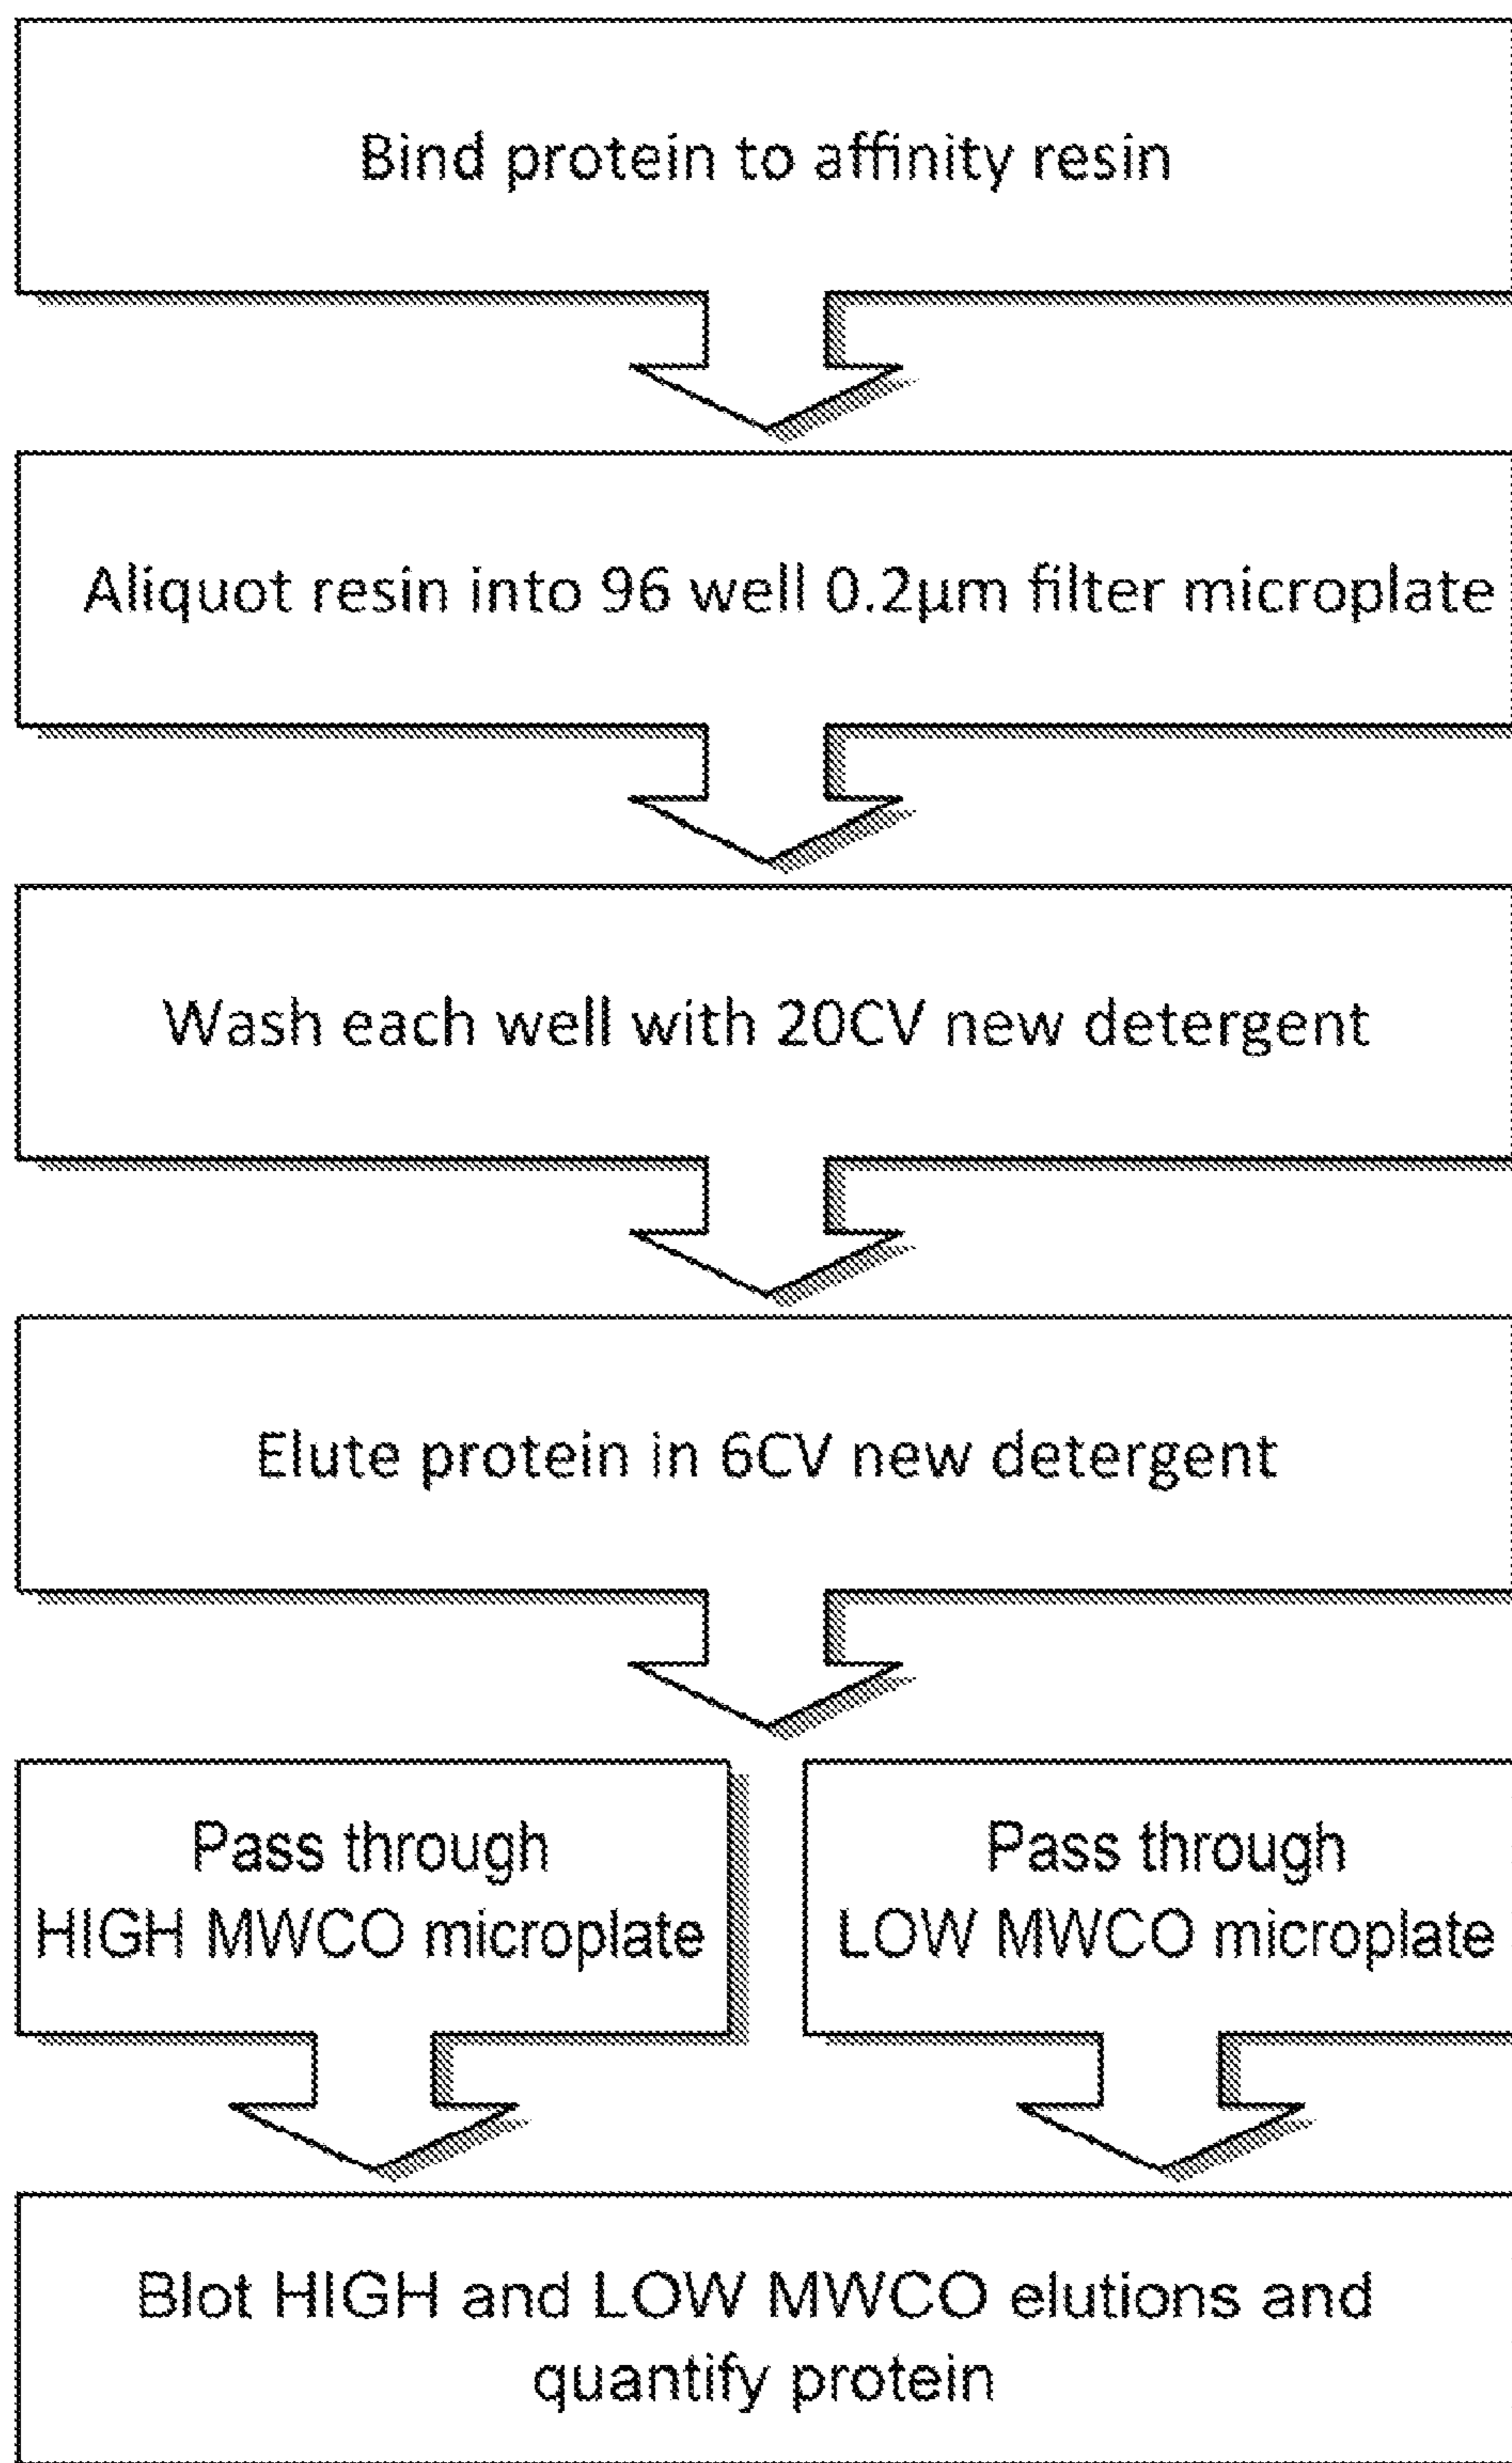 Bind protein to affinity resin
Aliquot resin into 96 well 0.2µm filter microplate
Wash each well with 20CV new detergent
Elute protein in 6CV new detergent
Pass through
HIGH MWCO microplate
Pass through
LOW MWCO microplate
Blot HIGH and LOW MWCO elutions and
quantify protein